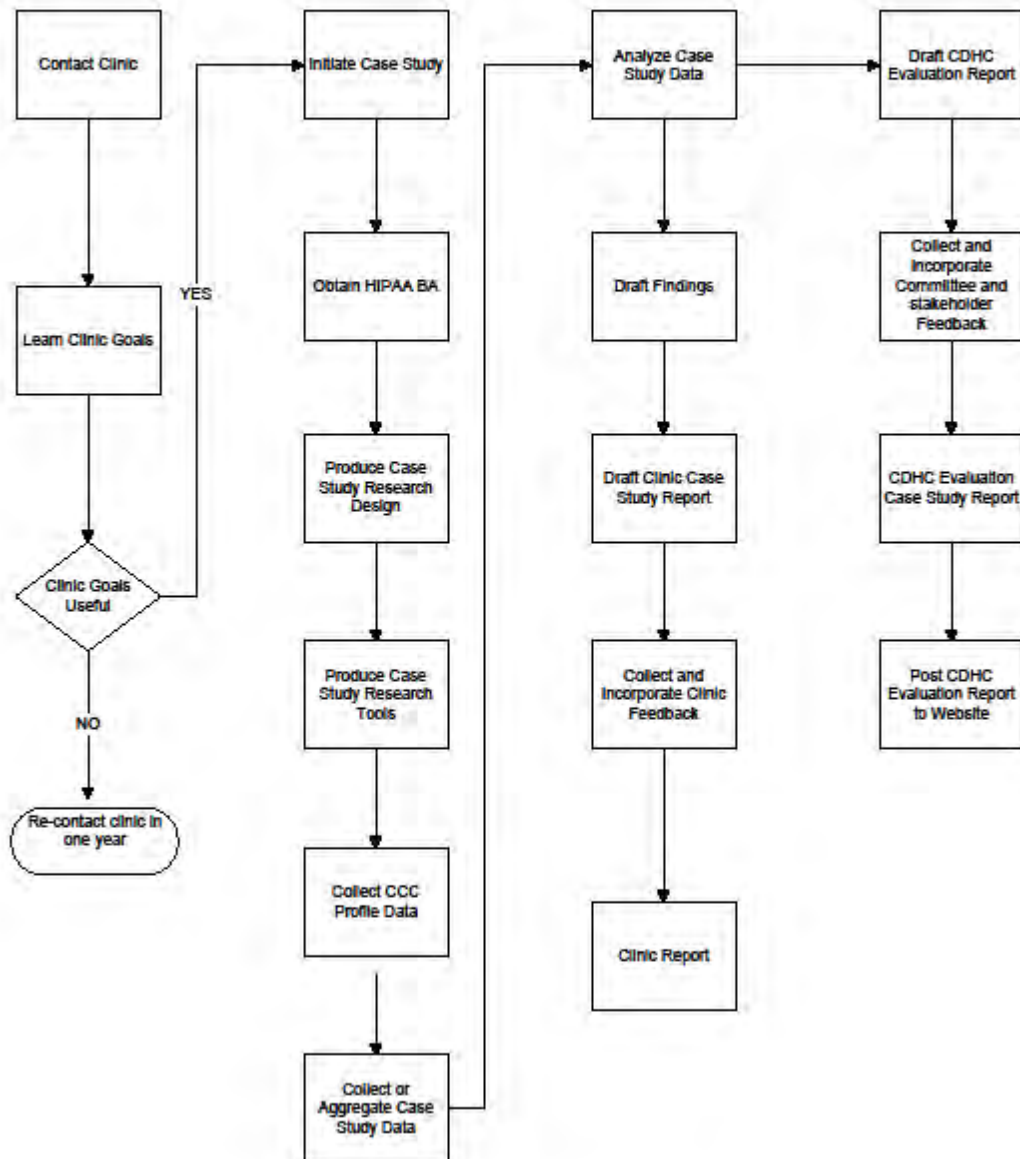 Contact Clinic
Learn Clinic Goals
YES
Clinic Goals
Useful
NO
Re-contact clinic in
one year
Initiate Case Study
Obtain HIPAA BA
Produce Case
Study Research
Design
Produce Case
Study Research
Tools
Collect CCC
Profile Data
Collect or
Aggregate Case
Study Data
Analyze Case
Study Data
Draft Findings
Draft Clinic Case
Study Report
Collect and
Incorporate Clinic
Feedback
Clinic Report
Draft CDHC
Evaluation Report
Collect and
Incorporate
Committee and
stakeholder
Feedback
CDHC Evaluation
Case Study Report
Post CDHC
Evaluation Report
to Website